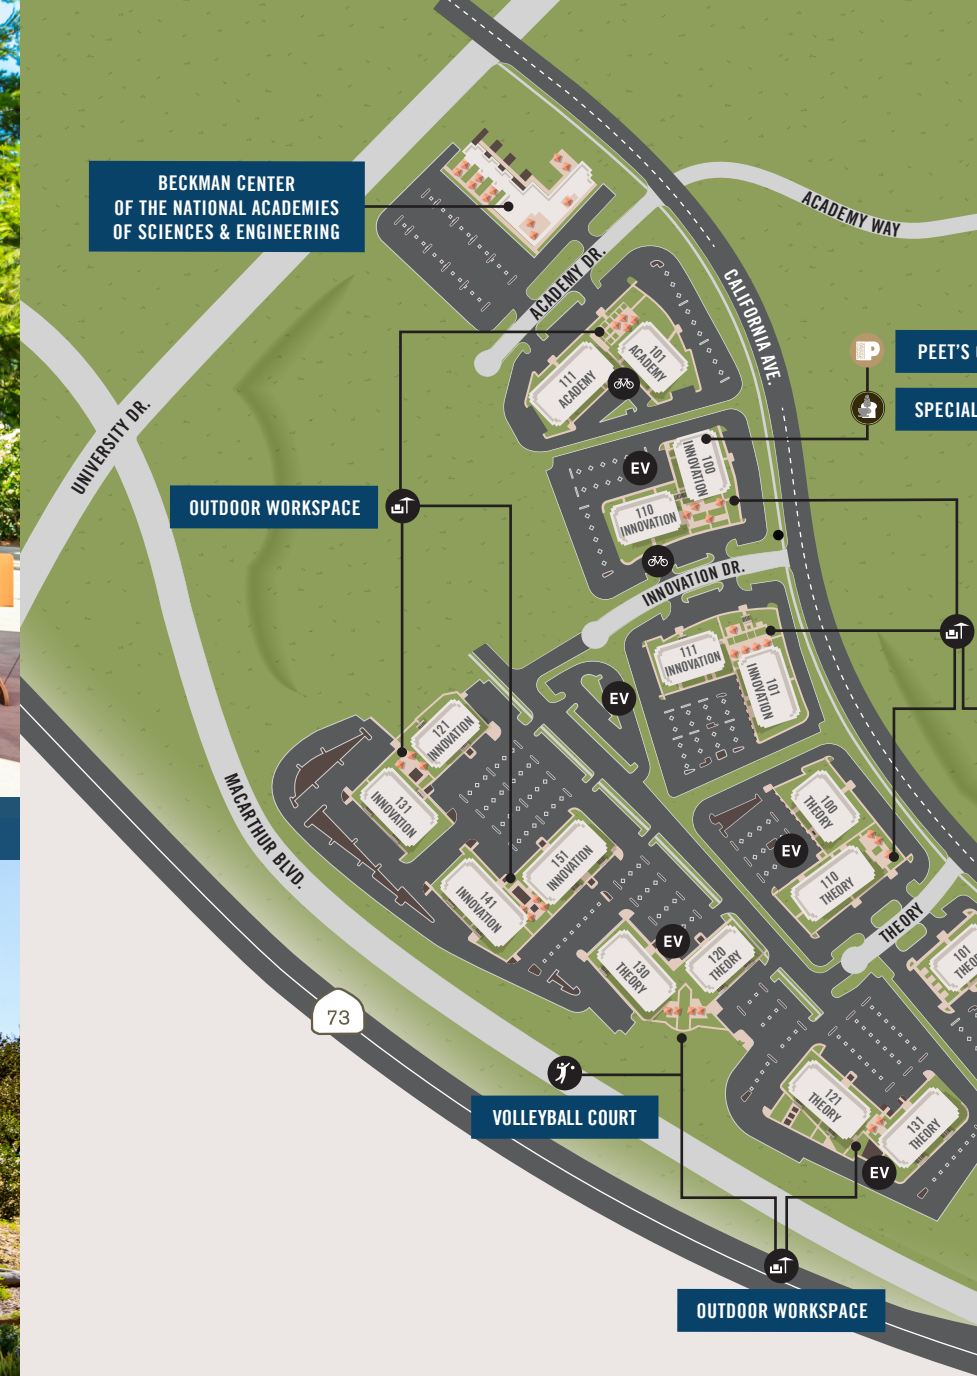 BECKMAN CENTER
OF THE NATIONAL ACADEMIES
OF SCIENCES & ENGINEERING
ACADEMY WAY
ACADEMY DR.
CALIFORNIA AVE.
101
ACADEMY
111
ACADEMY
PEET'S
SPECIAL
UNIVERSITY DR.
EV
100
INNOVATION
OUTDOOR WORKSPACE
110
INNOVATION
INNOVATION DR.
111
INNOVATION
101
INNOVATION
EV
121
INNOVATION
131
INNOVATION
MACARTHUR BLVD.
100
THEORY
EV
110
THEORY
151
INNOVATION
141
INNOVATION
THEORY
EV
120
THEORY
130
THEORY
101
73
VOLLEYBALL COURT
121
THEORY
131
THEORY
EV
OUTDOOR WORKSPACE